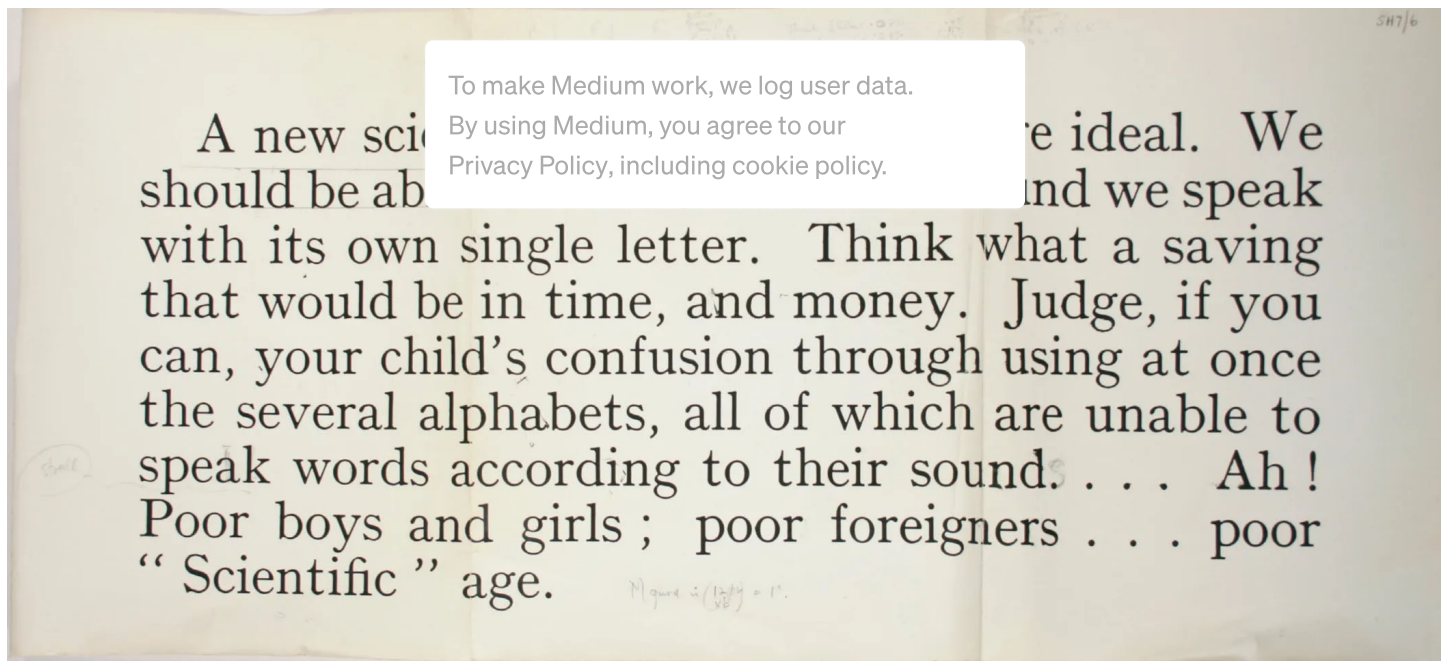 SH7/6
To make Medium work, we log user data.
By using Medium, you agree to our
Privacy Policy, including cookie policy.
A new ideal. We
should be we speak
with its own single letter. Think what a saving
that would be in time, and money. Judge, if you
can, your child’s confusion through using at once
the several alphabets, all of which are unable to
speak words according to their sound. . . . Ah !
Poor boys and girls ; poor foreigners . . . poor
“ Scientific ” age.